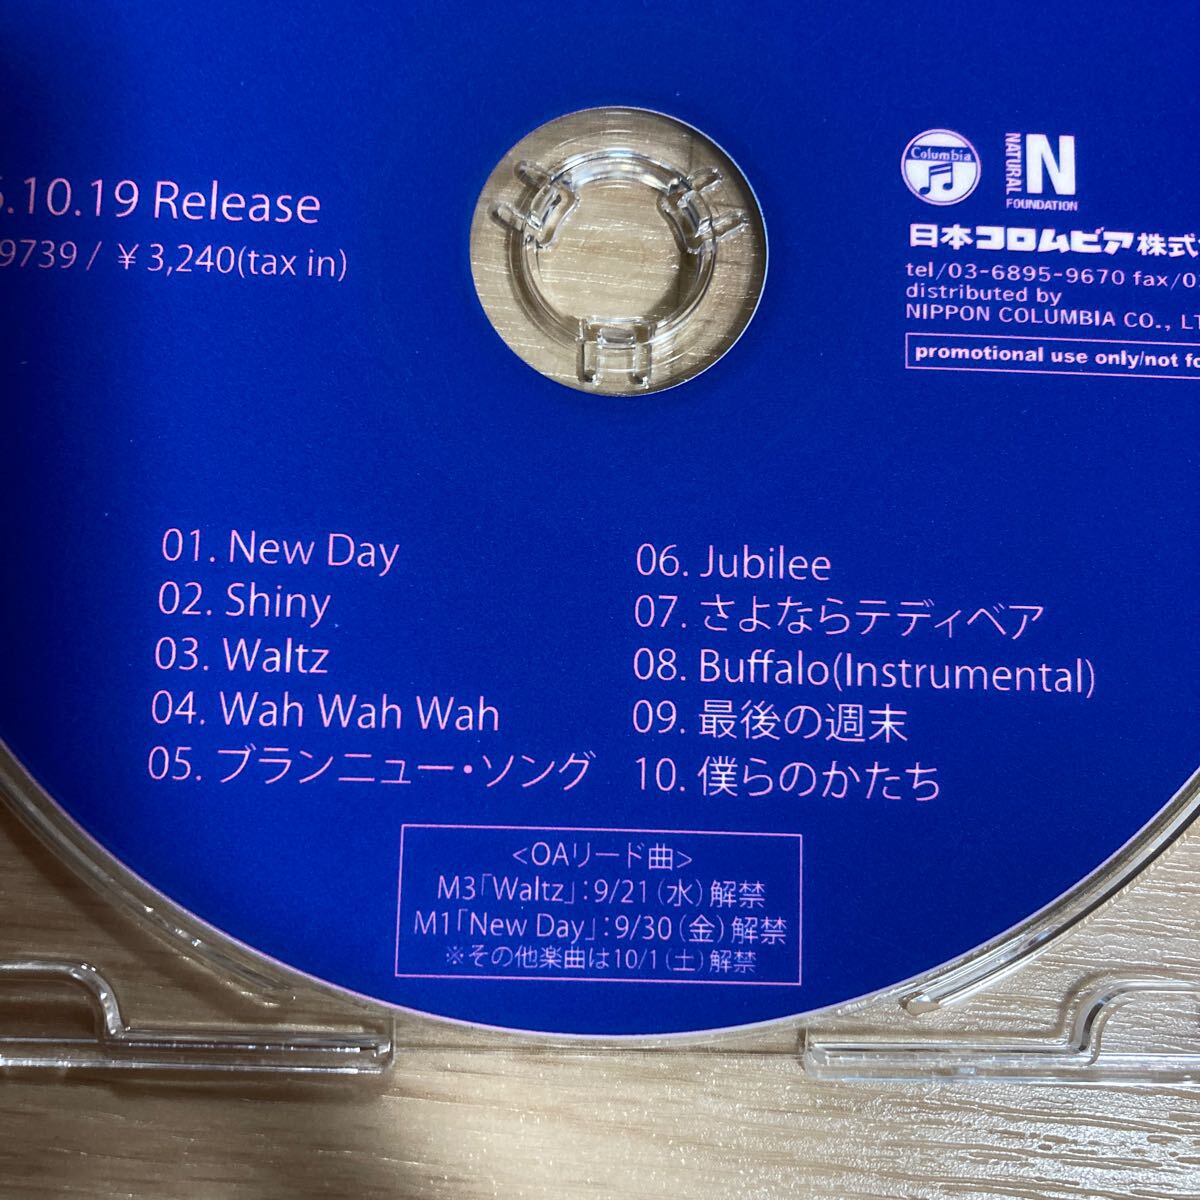 .10.19 Release
9739 / ¥3,240(tax in)
Columbia
N
NATURAL
FOUNDATION
日本コロムビア株式
tel/03-6895-9670 fax/0
distributed by
NIPPON COLUMBIA CO., LT
promotional use only/not fo
01. New Day
02. Shiny
03. Waltz
04. Wah Wah Wah
05. ブランニュー・ソング
06. Jubilee
07. さよならテディベア
08. Buffalo(Instrumental)
09. 最後の週末
10. 僕らのかたち
<OAリード曲>
M3「Waltz」：9/21（水）解禁
M1「New Day」：9/30（金）解禁
※その他楽曲は10/1（土）解禁